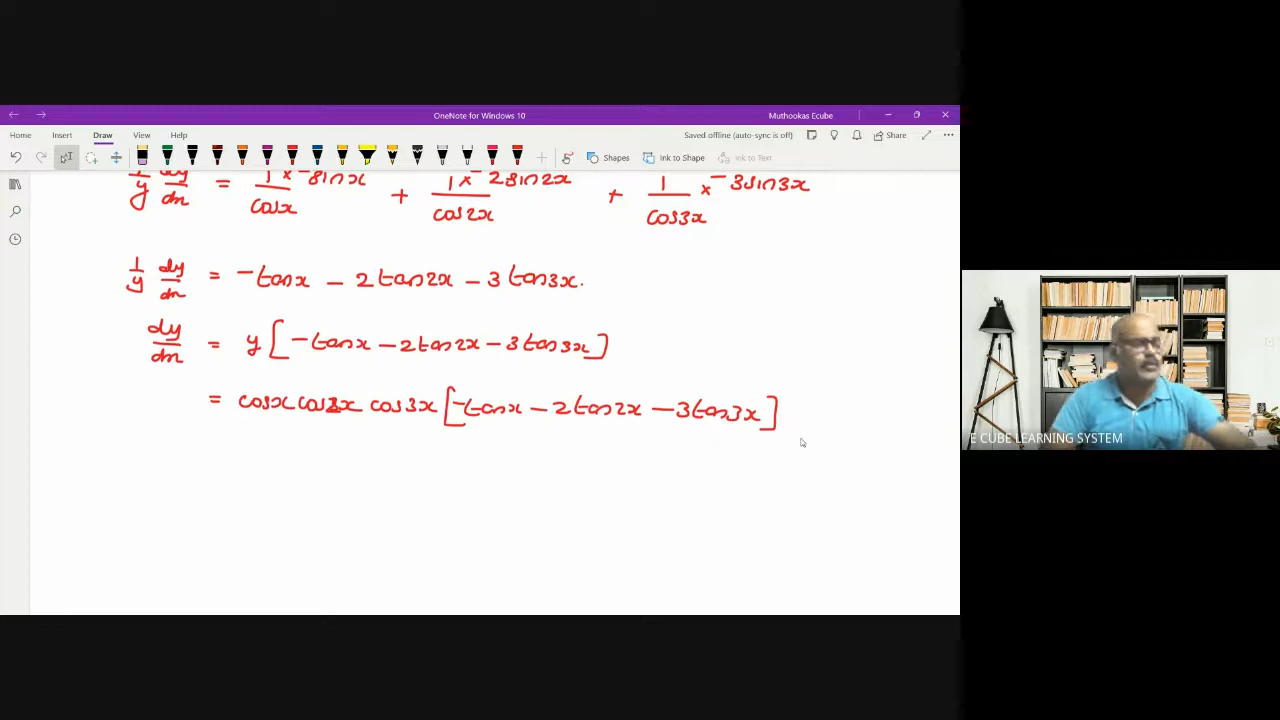 OneNote for Windows 10
Muthookas Ecube
Home Insert Draw View Help
Saved offline (auto-sync is off) Share
Shapes Ink to Shape Ink to Text
1/y dy/dx = 1/cosx × -sinx + 1/cos2x × -2sin2x + 1/cos3x × -3sin3x
1/y dy/dx = -tanx - 2tan2x - 3tan3x.
dy/dx = y[-tanx - 2tan2x - 3tan3x]
= cosx cos2x cos3x [-tanx - 2tan2x - 3tan3x]
E CUBE LEARNING SYSTEM